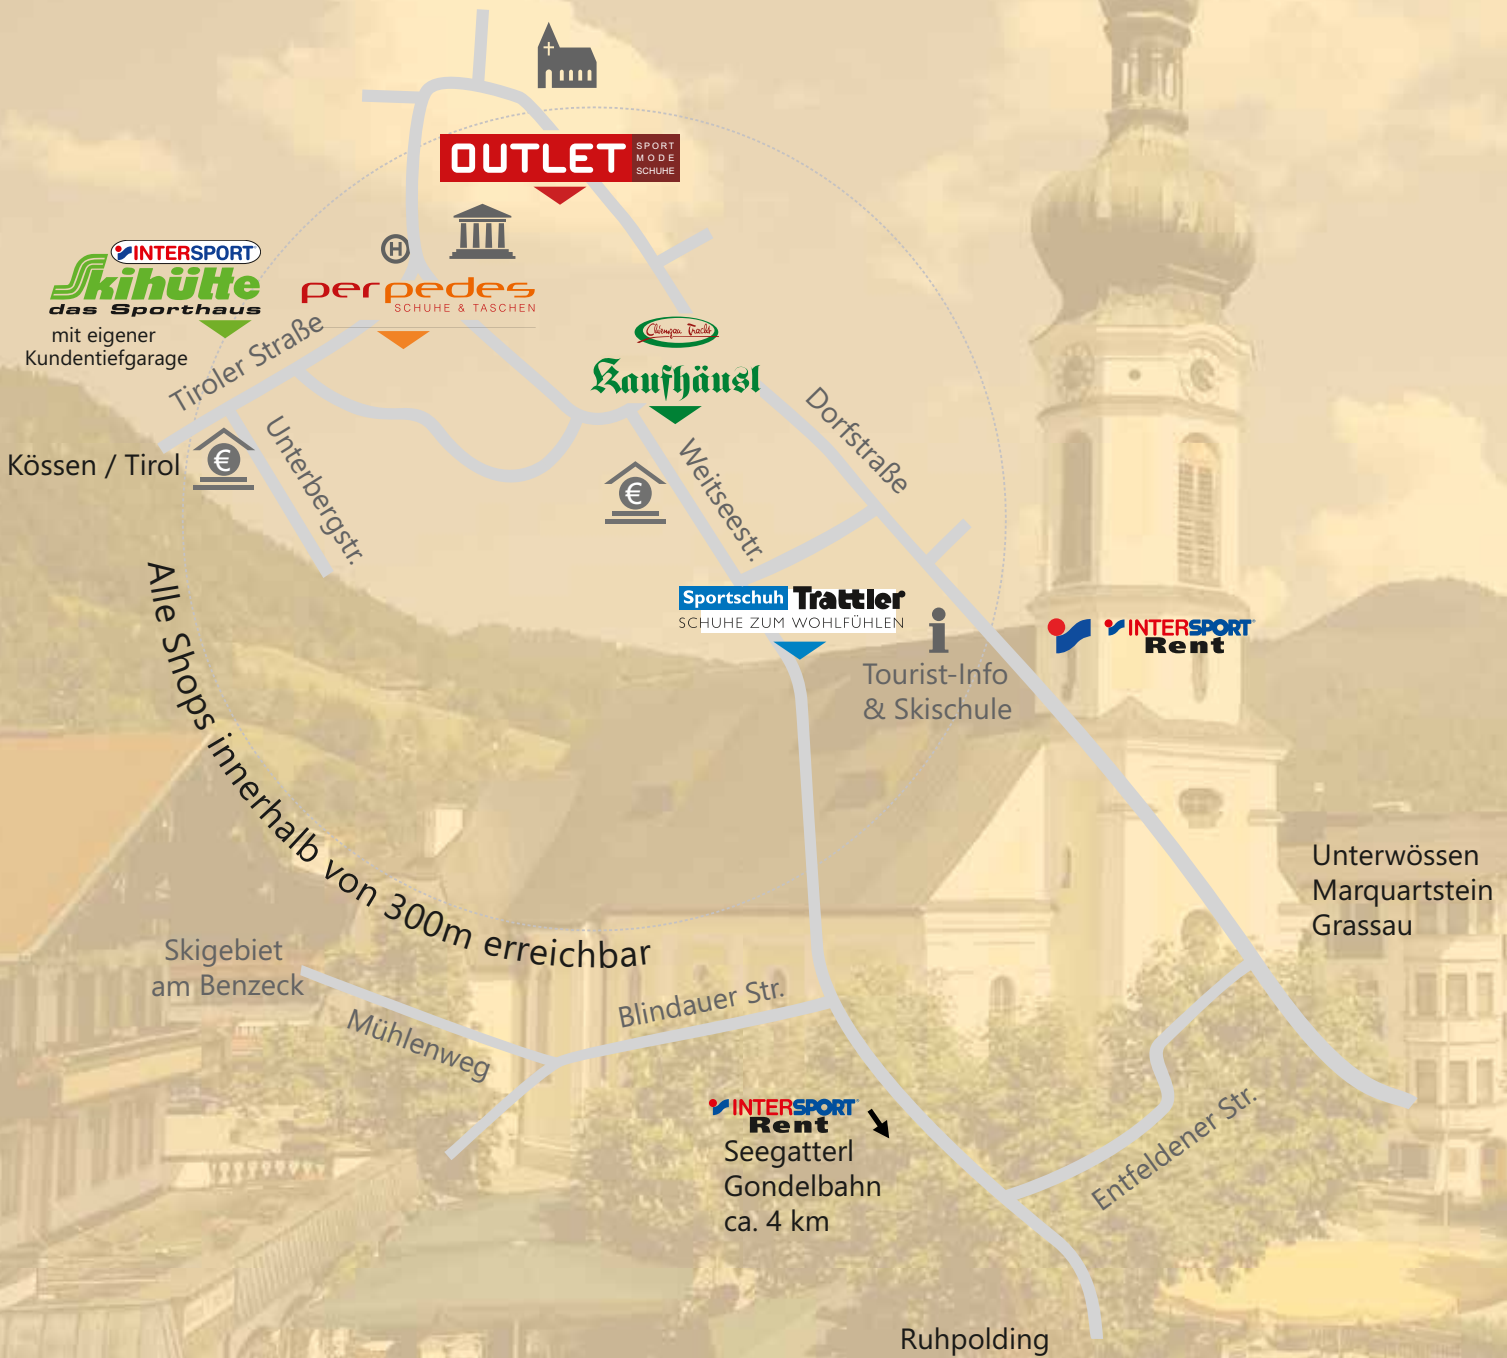 OUTLET
SPORT
MODE
SCHUHE
INTERSPORT
Skihütte
das Sporthaus
mit eigener
Kundentiefgarage
H
perpedes
SCHUHE & TASCHEN
Chiemgau Tracht
Kaufhäusl
Tiroler Straße
Dorfstraße
Unterbergstr.
Weitseestr.
Kössen / Tirol
€
€
Sportschuh Trattler
SCHUHE ZUM WOHLFÜHLEN
i
Tourist-Info
& Skischule
INTERSPORT
Rent
Alle Shops innerhalb von 300m erreichbar
Unterwössen
Marquartstein
Grassau
Skigebiet
am Benzeck
Mühlenweg
Blindauer Str.
INTERSPORT
Rent
Seegatterl
Gondelbahn
ca. 4 km
Entfeldener Str.
Ruhpolding